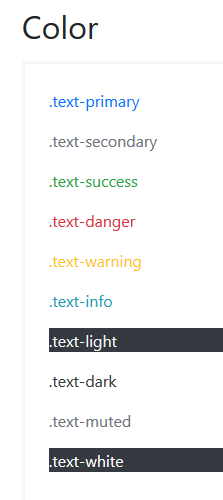 Color
.text-primary
.text-secondary
.text-success
.text-danger
.text-warning
.text-info
.text-light
.text-dark
.text-muted
.text-white